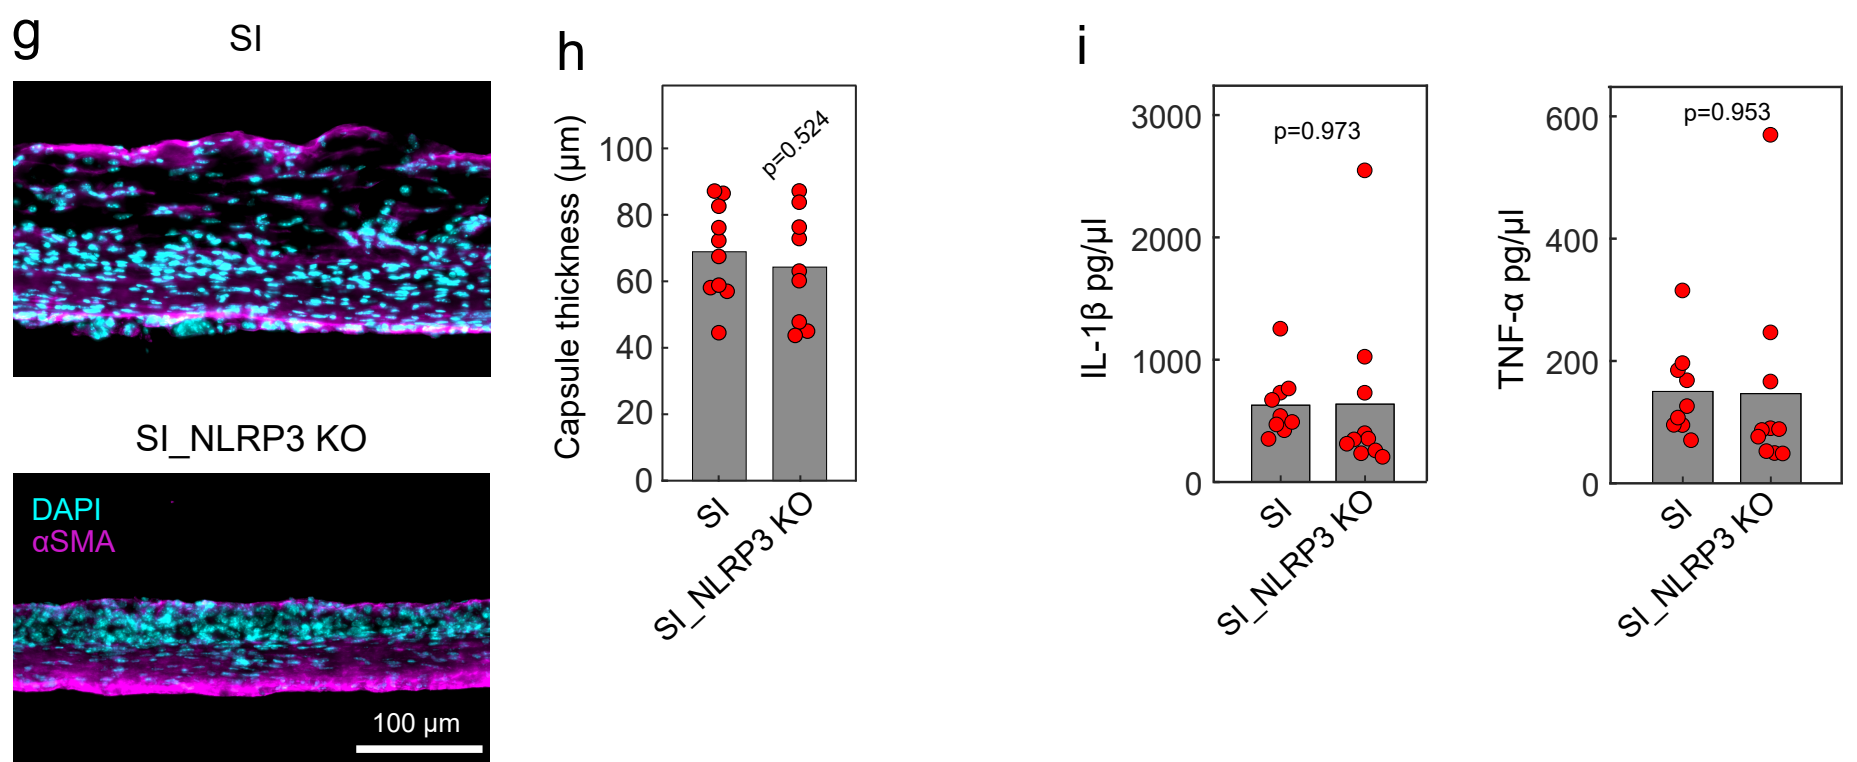 g
SI
SI_NLRP3 KO
DAPI
αSMA
100 µm
h
Capsule thickness (µm)
100
80
60
40
20
0
p=0.524
SI
SI_NLRP3 KO
i
IL-1β pg/µl
3000
2000
1000
0
p=0.973
SI
SI_NLRP3 KO
TNF-α pg/µl
600
400
200
0
p=0.953
SI
SI_NLRP3 KO